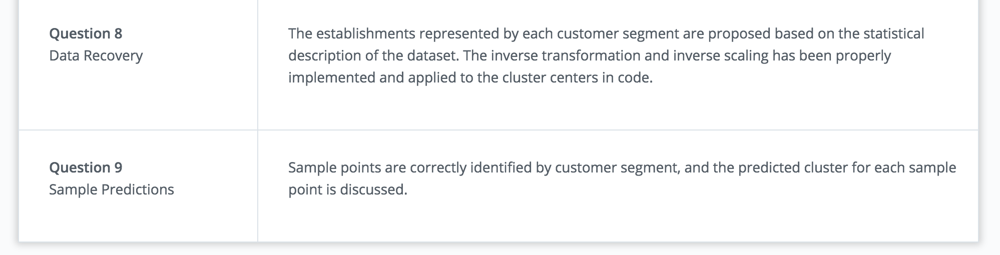 Question 8
Data Recovery
The establishments represented by each customer segment are proposed based on the statistical
description of the dataset. The inverse transformation and inverse scaling has been properly
implemented and applied to the cluster centers in code.
Question 9
Sample Predictions
Sample points are correctly identified by customer segment, and the predicted cluster for each sample
point is discussed.